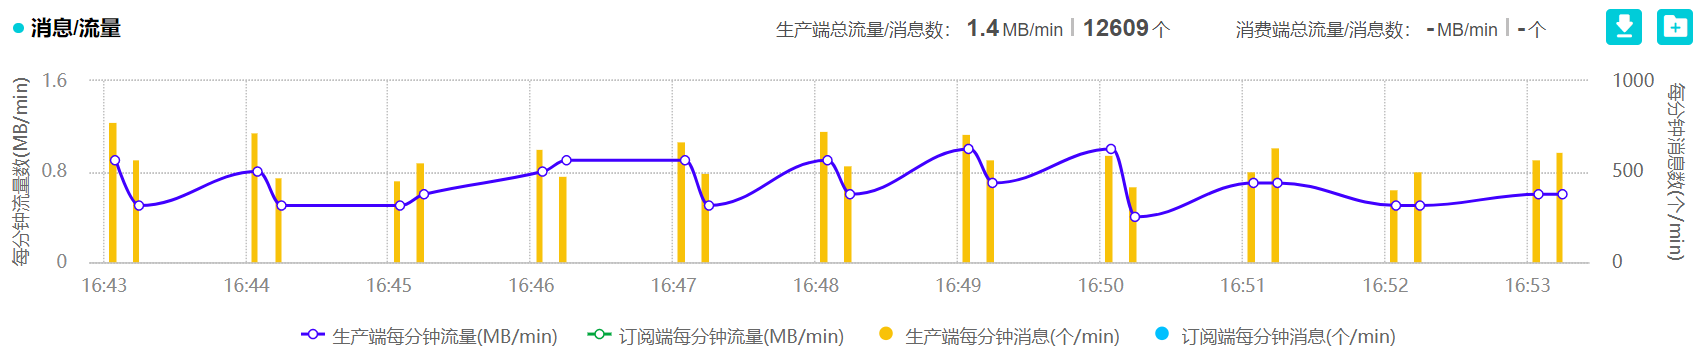 消息/流量
生产端总流量/消息数: 1.4 MB/min | 12609 个
消费端总流量/消息数: - MB/min | - 个
每分钟流量数(MB/min)
1.6
0.8
0
1000
500
0
每分钟消息数(个/min)
16:43 16:44 16:45 16:46 16:47 16:48 16:49 16:50 16:51 16:52 16:53
生产端每分钟流量(MB/min) 订阅端每分钟流量(MB/min) 生产端每分钟消息(个/min) 订阅端每分钟消息(个/min)